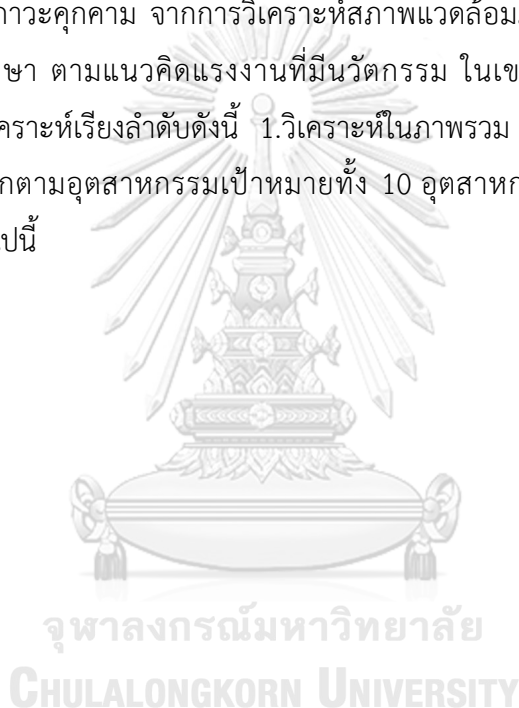 ภาวะคุกคาม จากการวิเคราะห์สภาพแวดล้อม
ษา ตามแนวคิดแรงงานที่มีนวัตกรรม ในเข
คราะห์เรียงลำดับดังนี้ 1.วิเคราะห์ในภาพรวม
กตามอุตสาหกรรมเป้าหมายทั้ง 10 อุตสาหก
ปนี้
จุฬาลงกรณ์มหาวิทยาลัย
CHULALONGKORN UNIVERSITY